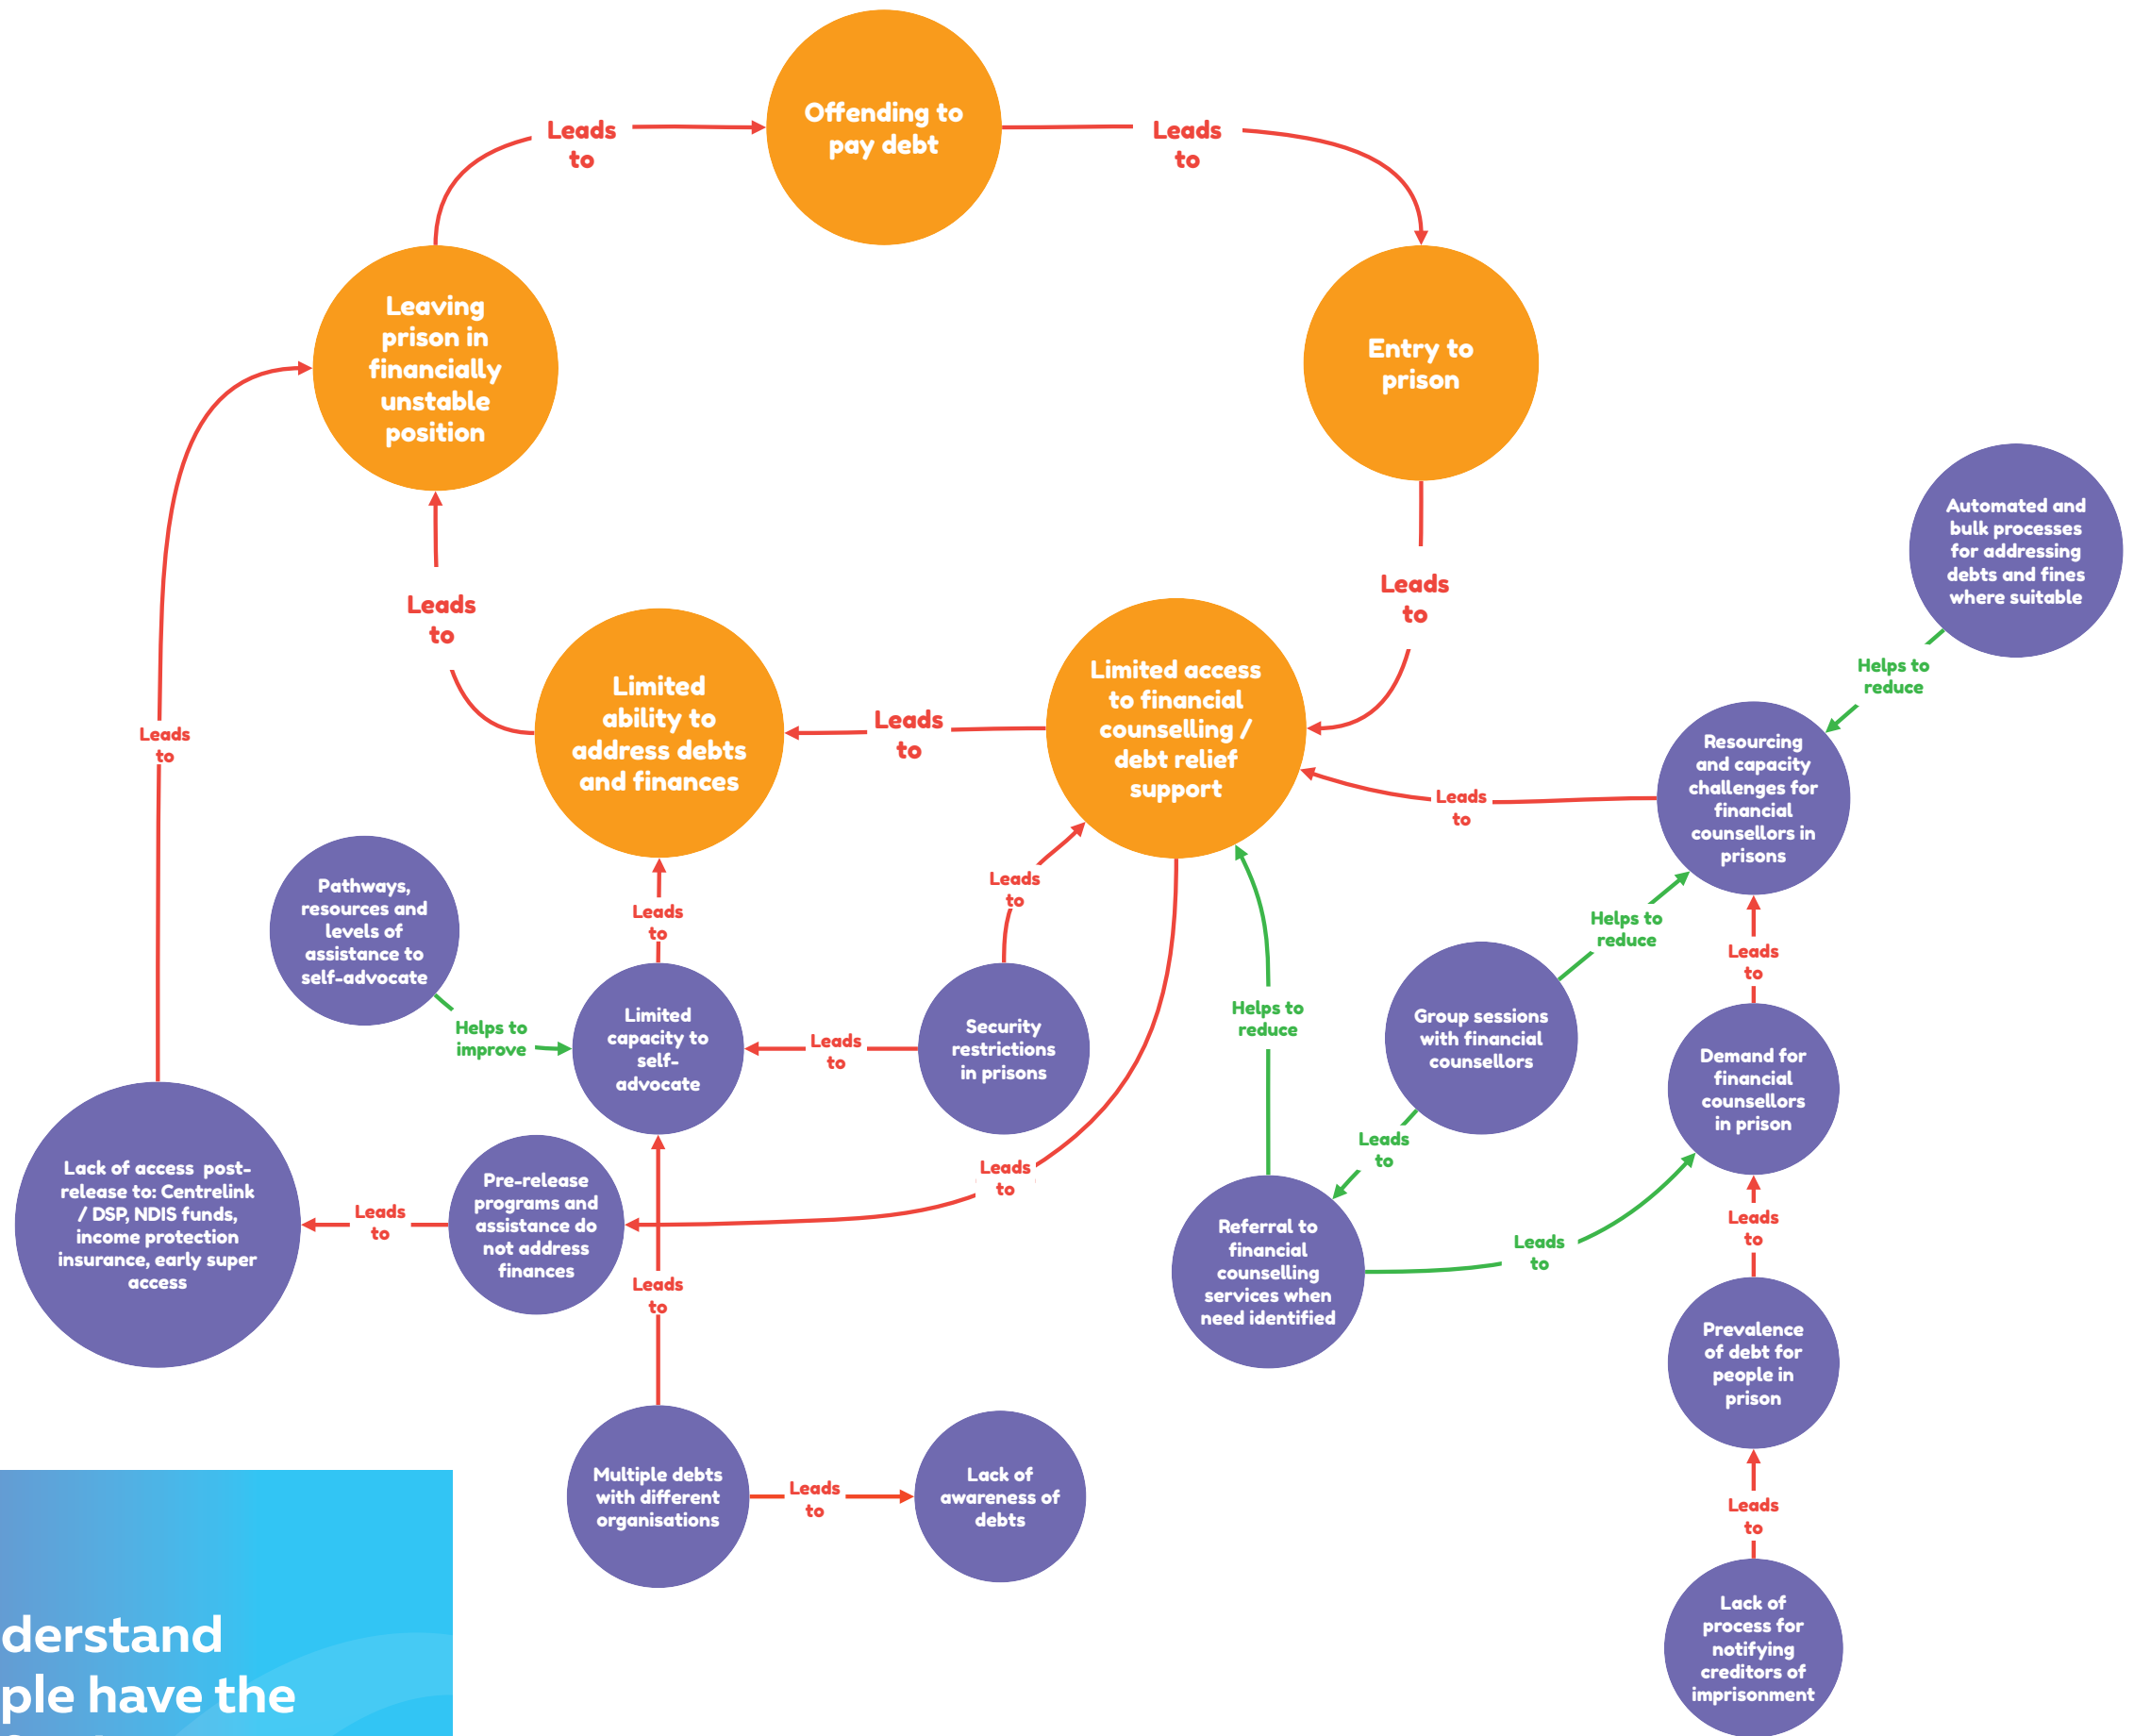 Offending to
pay debt
Leads
to
Leads
to
Leaving
prison in
financially
unstable
position
Entry to
prison
Automated and
bulk processes
for addressing
debts and fines
where suitable
Leads
to
Leads
to
Helps to
reduce
Limited
ability to
address debts
and finances
Leads
to
Limited access
to financial
counselling /
debt relief
support
Leads
to
Resourcing
and capacity
challenges for
financial
counsellors in
prisons
Leads
to
Pathways,
resources and
levels of
assistance to
self-advocate
Leads
to
Leads
to
Helps to
reduce
Leads
to
Helps to
improve
Limited
capacity to
self-
advocate
Leads
to
Security
restrictions
in prisons
Helps to
reduce
Group sessions
with financial
counsellors
Demand for
financial
counsellors
in prison
Lack of access post-
release to: Centrelink
/ DSP, NDIS funds,
income protection
insurance, early super
access
Leads
to
Pre-release
programs and
assistance do
not address
finances
Leads
to
Leads
to
Leads
to
Referral to
financial
counselling
services when
need identified
Leads
to
Leads
to
Prevalence
of debt for
people in
prison
Multiple debts
with different
organisations
Leads
to
Lack of
awareness of
debts
Leads
to
Lack of
process for
notifying
creditors of
imprisonment
derstand
ple have the